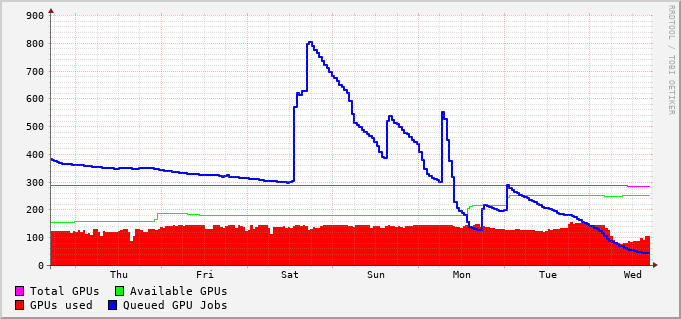 900
800
700
600
500
400
300
200
100
0
Thu Fri Sat Sun Mon Tue Wed
Total GPUs Available GPUs
GPUs used Queued GPU Jobs
RRDTOOL / TOBI OETIKER